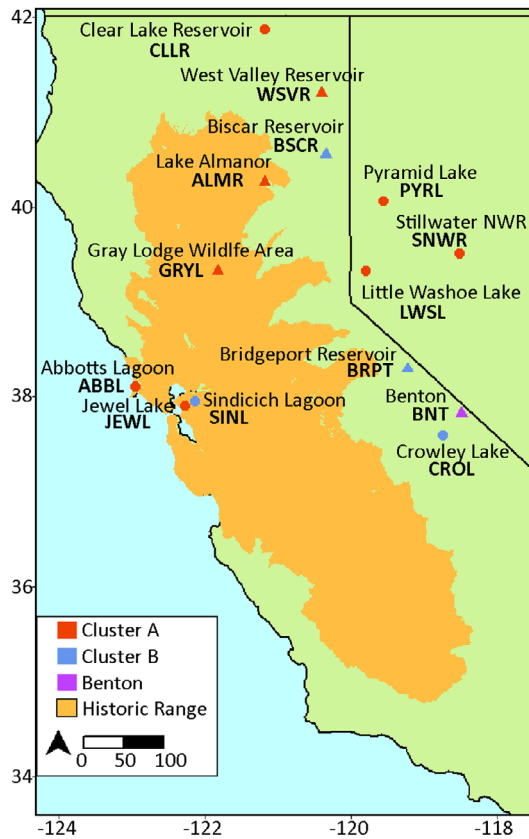 42
Clear Lake Reservoir
CLLR
West Valley Reservoir
WSVR
Biscar Reservoir
BSCR
Lake Almanor
ALMR
40
Pyramid Lake
PYRL
Stillwater NWR
SNWR
Gray Lodge Wildlfe Area
GRYL
Little Washoe Lake
LWSL
Bridgeport Reservoir
BRPT
38
Abbotts Lagoon
ABBL
Jewel Lake
JEWL
Sindicich Lagoon
SINL
Benton
BNT
Crowley Lake
CROL
36
Cluster A
Cluster B
Benton
Historic Range
0 50 100
34
-124 -122 -120 -118